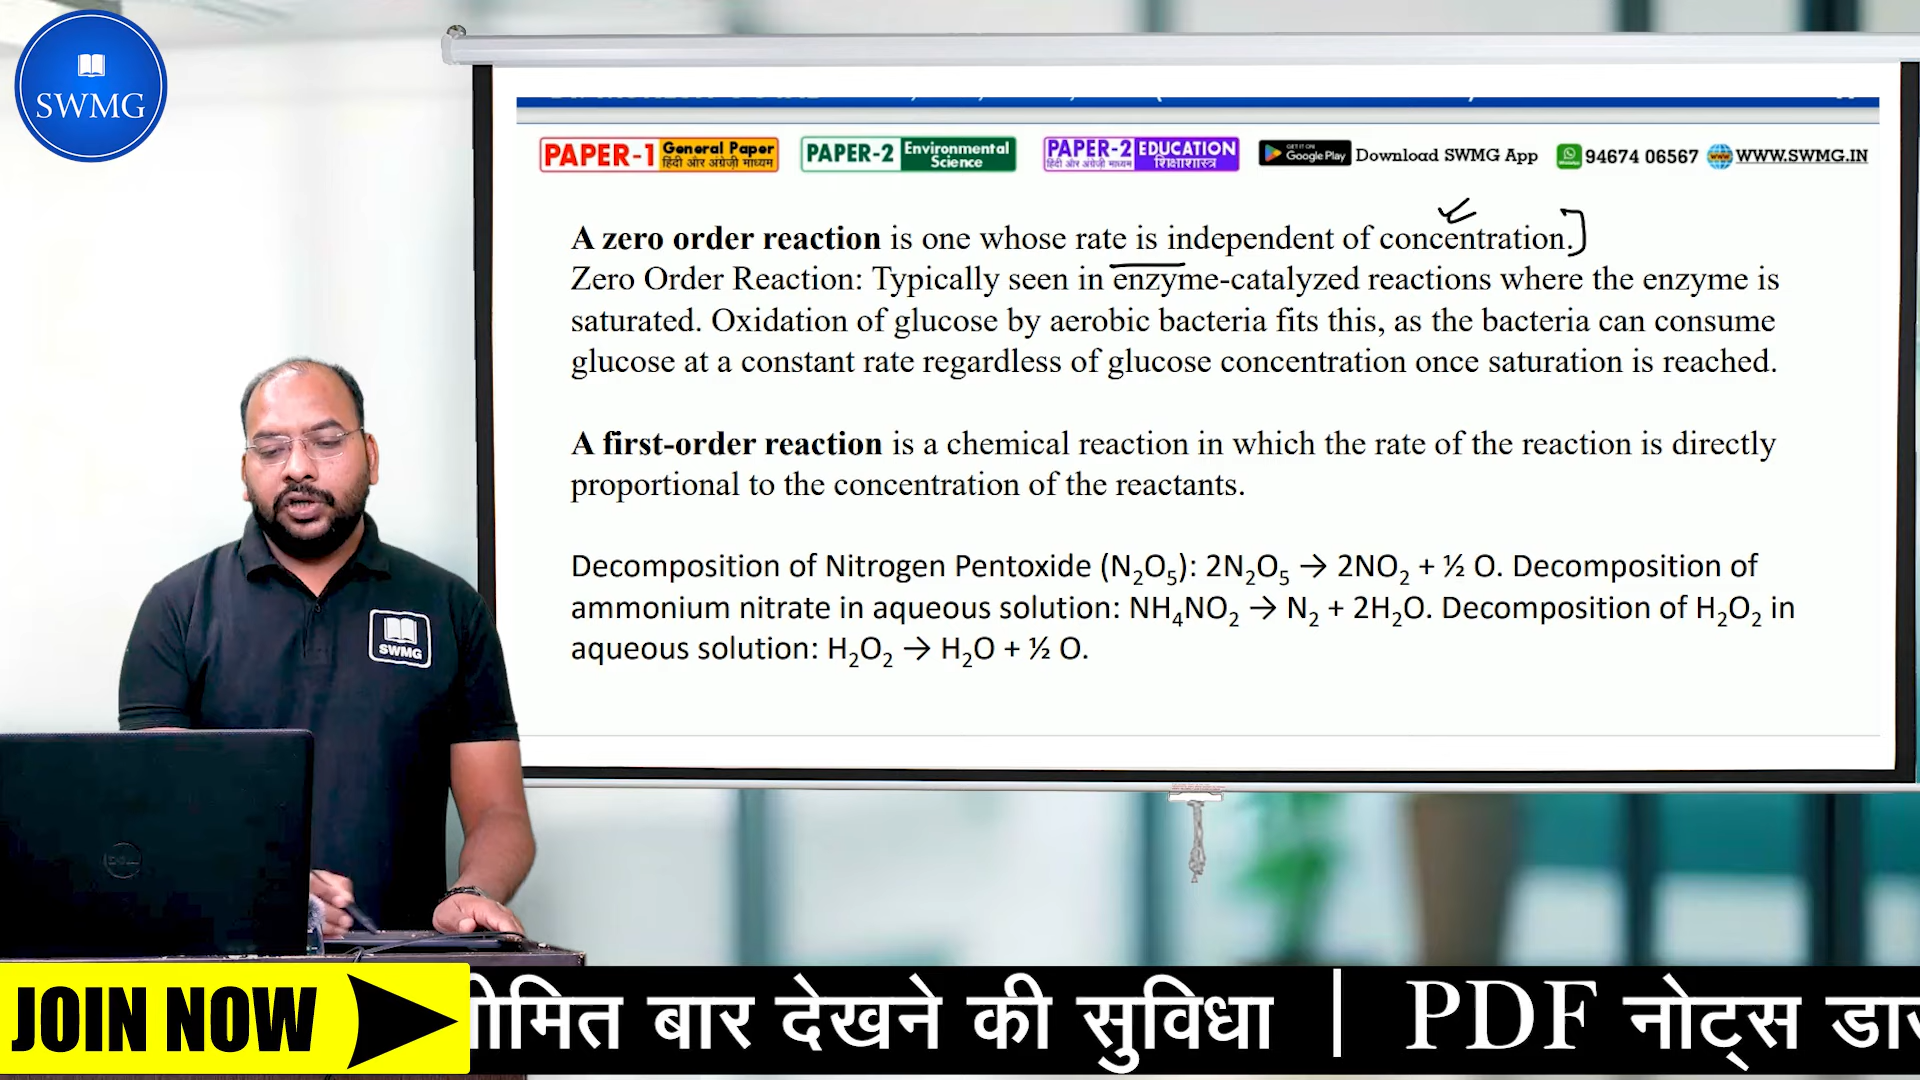 SWMG
PAPER-1 General Paper हिंदी और अंग्रेज़ी माध्यम PAPER-2 Environmental Science PAPER-2 EDUCATION हिंदी और अंग्रेज़ी माध्यम शिक्षाशास्त्र GET IT ON Google Play Download SWMG App 94674 06567 WWW.SWMG.IN
A zero order reaction is one whose rate is independent of concentration.
Zero Order Reaction: Typically seen in enzyme-catalyzed reactions where the enzyme is
saturated. Oxidation of glucose by aerobic bacteria fits this, as the bacteria can consume
glucose at a constant rate regardless of glucose concentration once saturation is reached.
A first-order reaction is a chemical reaction in which the rate of the reaction is directly
proportional to the concentration of the reactants.
Decomposition of Nitrogen Pentoxide (N₂O₅): 2N₂O₅ → 2NO₂ + ½ O. Decomposition of
ammonium nitrate in aqueous solution: NH₄NO₂ → N₂ + 2H₂O. Decomposition of H₂O₂ in
aqueous solution: H₂O₂ → H₂O + ½ O.
SWMG
DELL
JOIN NOW
बार देखने की सुविधा | PDF नोट्स